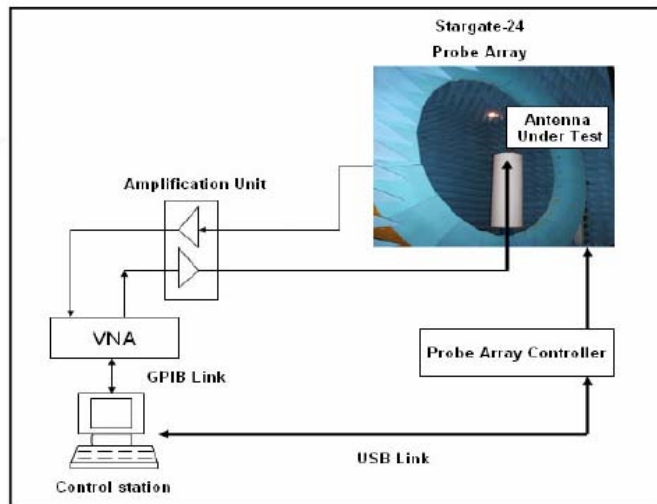 Stargate-24
Probe Array
Antenna
Under Test
Amplification Unit
VNA
Probe Array Controller
GPIB Link
USB Link
Control station